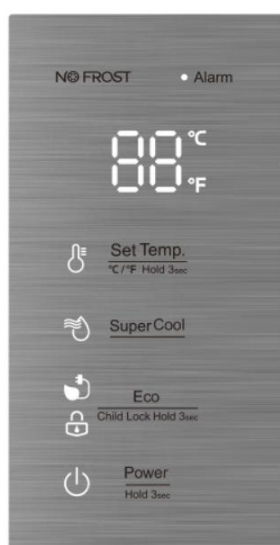 NO FROST
Alarm
88 °C
°F
Set Temp.
°C/°F Hold 3sec
SuperCool
Eco
Child Lock Hold 3sec
Power
Hold 3sec